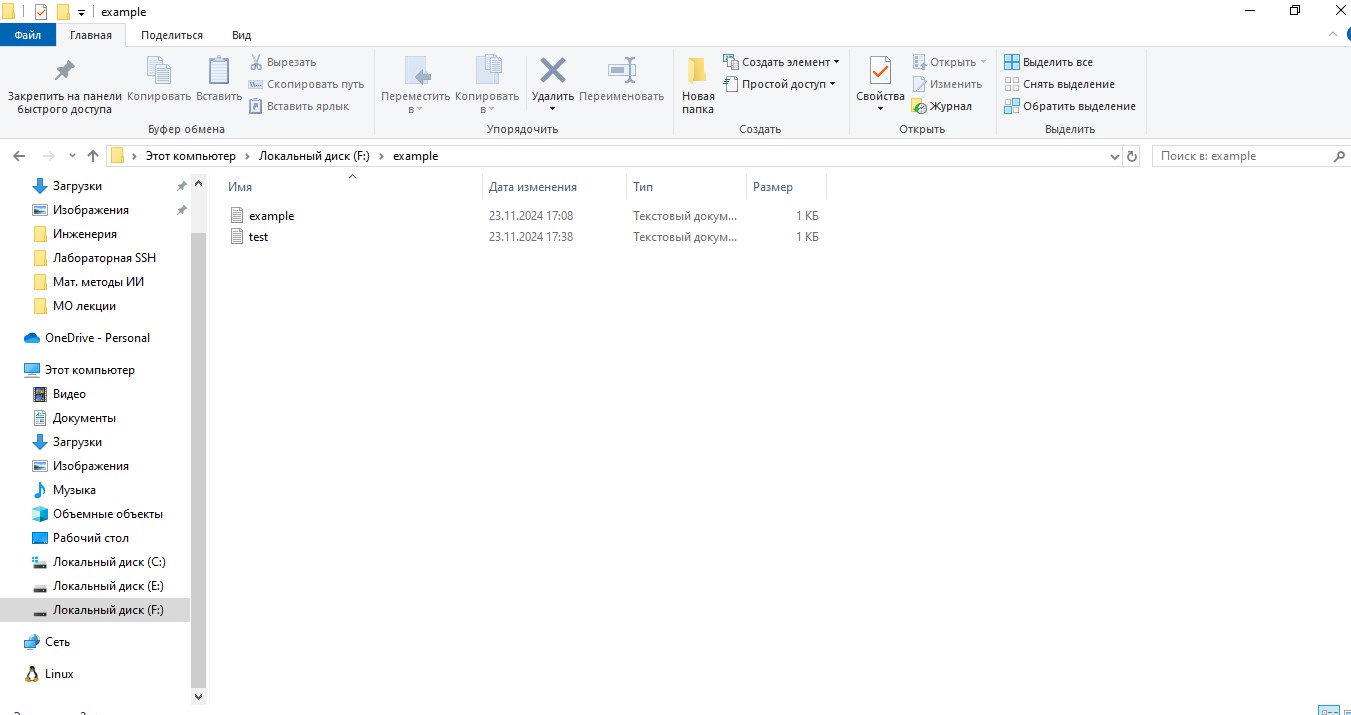 example
Файл Главная Поделиться Вид
Закрепить на панели быстрого доступа
Копировать
Вставить
Вырезать
Скопировать путь
Вставить ярлык
Буфер обмена
Переместить в
Копировать в
Удалить
Переименовать
Упорядочить
Новая папка
Создать элемент
Простой доступ
Создать
Свойства
Открыть
Изменить
Журнал
Открыть
Выделить все
Снять выделение
Обратить выделение
Выделить
Этот компьютер > Локальный диск (F:) > example
Поиск в: example
Загрузки
Изображения
Инженерия
Лабораторная SSH
Мат. методы ИИ
МО лекции
OneDrive - Personal
Этот компьютер
Видео
Документы
Загрузки
Изображения
Музыка
Объемные объекты
Рабочий стол
Локальный диск (C:)
Локальный диск (E:)
Локальный диск (F:)
Сеть
Linux
Имя Дата изменения Тип Размер
example 23.11.2024 17:08 Текстовый докум... 1 КБ
test 23.11.2024 17:38 Текстовый докум... 1 КБ